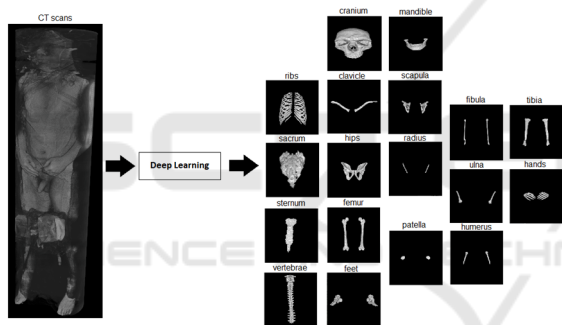 CT scans
Deep Learning
cranium
mandible
ribs
clavicle
scapula
fibula
tibia
sacrum
hips
radius
ulna
hands
sternum
femur
patella
humerus
vertebrae
feet
ENCE